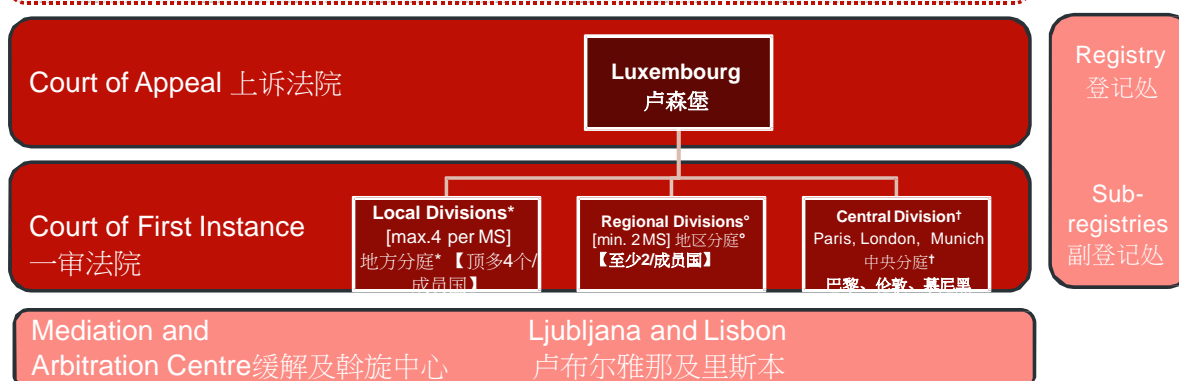 Court of Appeal 上诉法院
Luxembourg
卢森堡
Registry
登记处
Sub-
registries
副登记处
Court of First Instance
一审法院
Local Divisions*
[max.4 per MS]
地方分庭* 【顶多4个/
成员国】
Regional Divisions°
[min. 2 MS] 地区分庭°
【至少2/成员国】
Central Division†
Paris, London, Munich
中央分庭†
巴黎、伦敦、慕尼黑
Mediation and
Arbitration Centre缓解及斡旋中心
Ljubljana and Lisbon
卢布尔雅那及里斯本